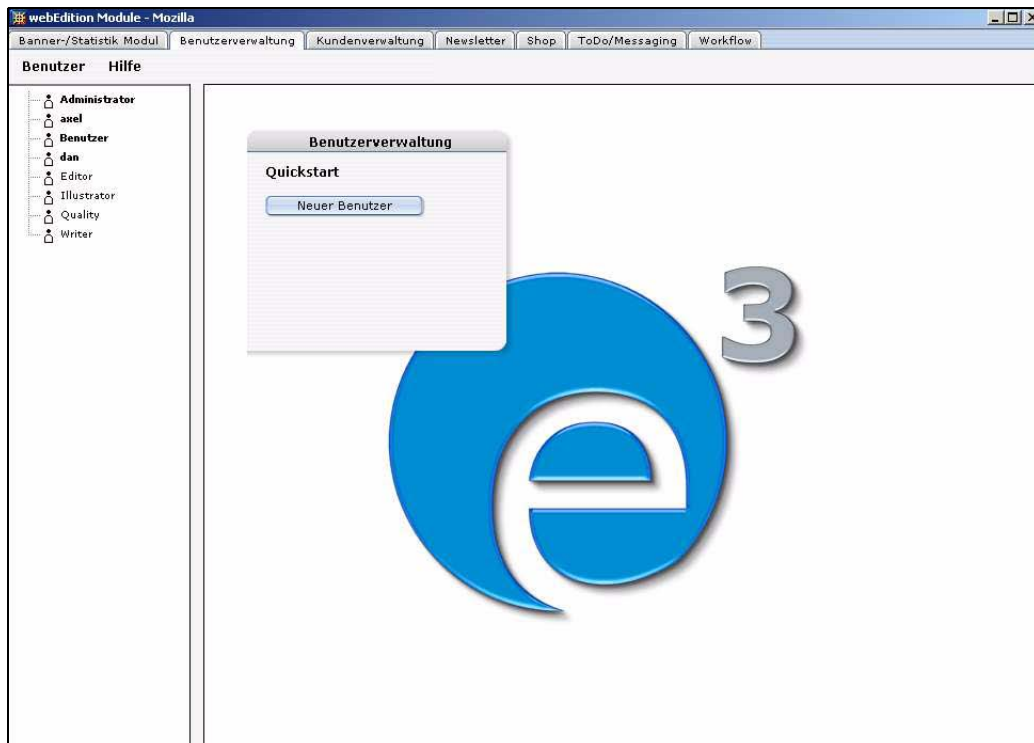 webEdition Module - Mozilla
Banner-/Statistik Modul Benutzerverwaltung Kundenverwaltung Newsletter Shop ToDo/Messaging Workflow
Benutzer Hilfe
Administrator
axel
Benutzer
dan
Editor
Illustrator
Quality
Writer
Benutzerverwaltung
Quickstart
Neuer Benutzer
e
3